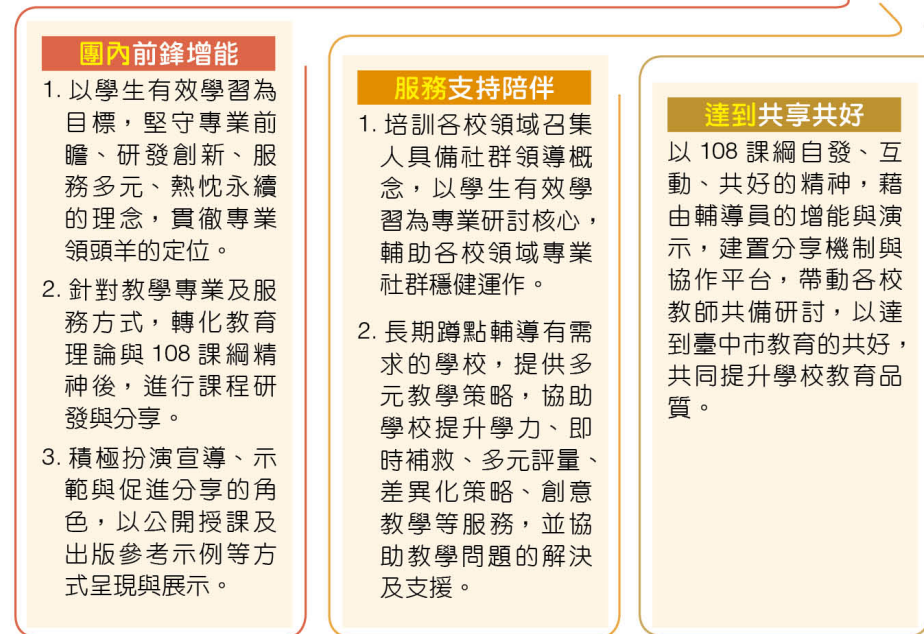 團內前鋒增能
1. 以學生有效學習為
目標，堅守專業前
瞻、研發創新、服
務多元、熱忱永續
的理念，貫徹專業
領頭羊的定位。
2. 針對教學專業及服
務方式，轉化教育
理論與 108 課綱精
神後，進行課程研
發與分享。
3. 積極扮演宣導、示
範與促進分享的角
色，以公開授課及
出版參考示例等方
式呈現與展示。
服務支持陪伴
1. 培訓各校領域召集
人具備社群領導概
念，以學生有效學
習為專業研討核心，
輔助各校領域專業
社群穩健運作。
2. 長期蹲點輔導有需
求的學校，提供多
元教學策略，協助
學校提升學力、即
時補救、多元評量、
差異化策略、創意
教學等服務，並協
助教學問題的解決
及支援。
達到共享共好
以 108 課綱自發、互
動、共好的精神，藉
由輔導員的增能與演
示，建置分享機制與
協作平台，帶動各校
教師共備研討，以達
到臺中市教育的共好，
共同提升學校教育品
質。